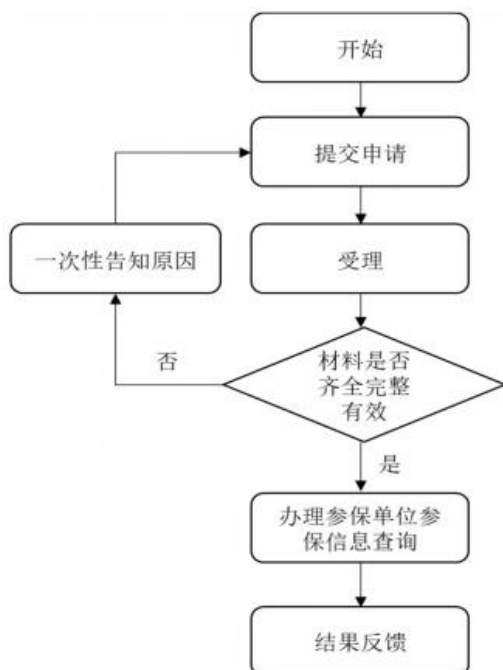 开始
提交申请
一次性告知原因
受理
否
材料是否
齐全完整
有效
是
办理参保单位参
保信息查询
结果反馈